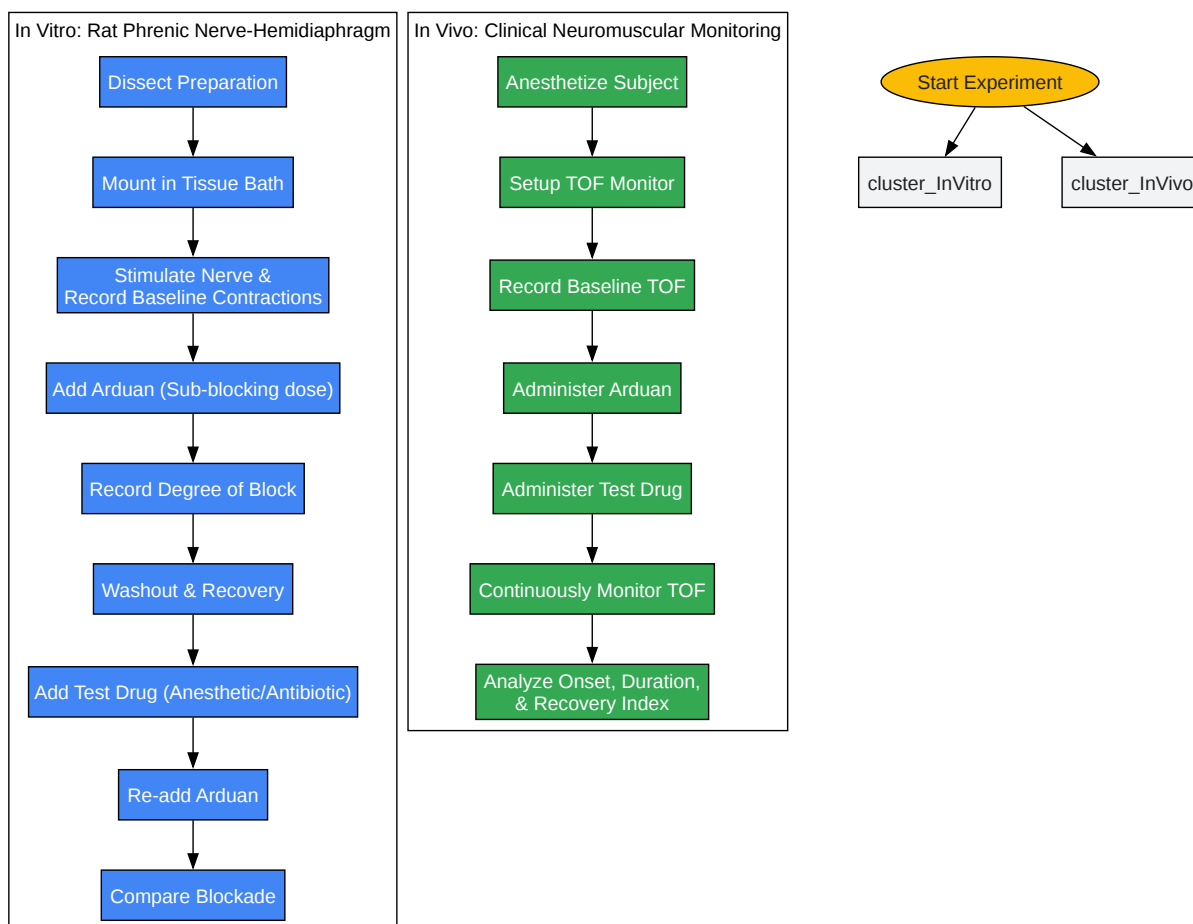 In Vitro: Rat Phrenic Nerve-Hemidiaphragm
Dissect Preparation
Mount in Tissue Bath
Stimulate Nerve &
Record Baseline Contractions
Add Arduan (Sub-blocking dose)
Record Degree of Block
Washout & Recovery
Add Test Drug (Anesthetic/Antibiotic)
Re-add Arduan
Compare Blockade
In Vivo: Clinical Neuromuscular Monitoring
Anesthetize Subject
Setup TOF Monitor
Record Baseline TOF
Administer Arduan
Administer Test Drug
Continuously Monitor TOF
Analyze Onset, Duration,
& Recovery Index
Start Experiment
cluster_InVitro
cluster_InVivo